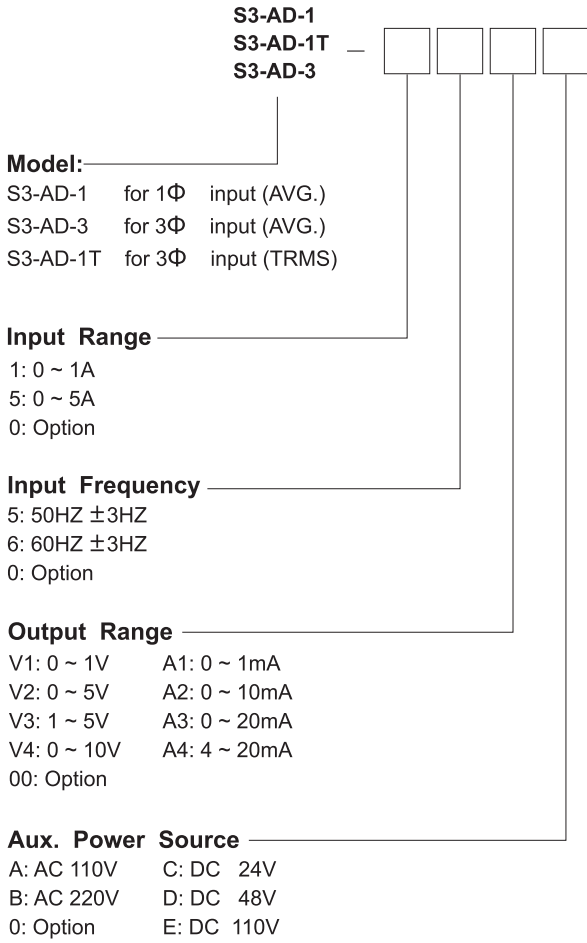 S3-AD-1
S3-AD-1T –
S3-AD-3
Model:
S3-AD-1 for 1Φ input (AVG.)
S3-AD-3 for 3Φ input (AVG.)
S3-AD-1T for 3Φ input (TRMS)
Input Range
1: 0 ~ 1A
5: 0 ~ 5A
0: Option
Input Frequency
5: 50HZ ±3HZ
6: 60HZ ±3HZ
0: Option
Output Range
V1: 0 ~ 1V A1: 0 ~ 1mA
V2: 0 ~ 5V A2: 0 ~ 10mA
V3: 1 ~ 5V A3: 0 ~ 20mA
V4: 0 ~ 10V A4: 4 ~ 20mA
00: Option
Aux. Power Source
A: AC 110V C: DC 24V
B: AC 220V D: DC 48V
0: Option E: DC 110V